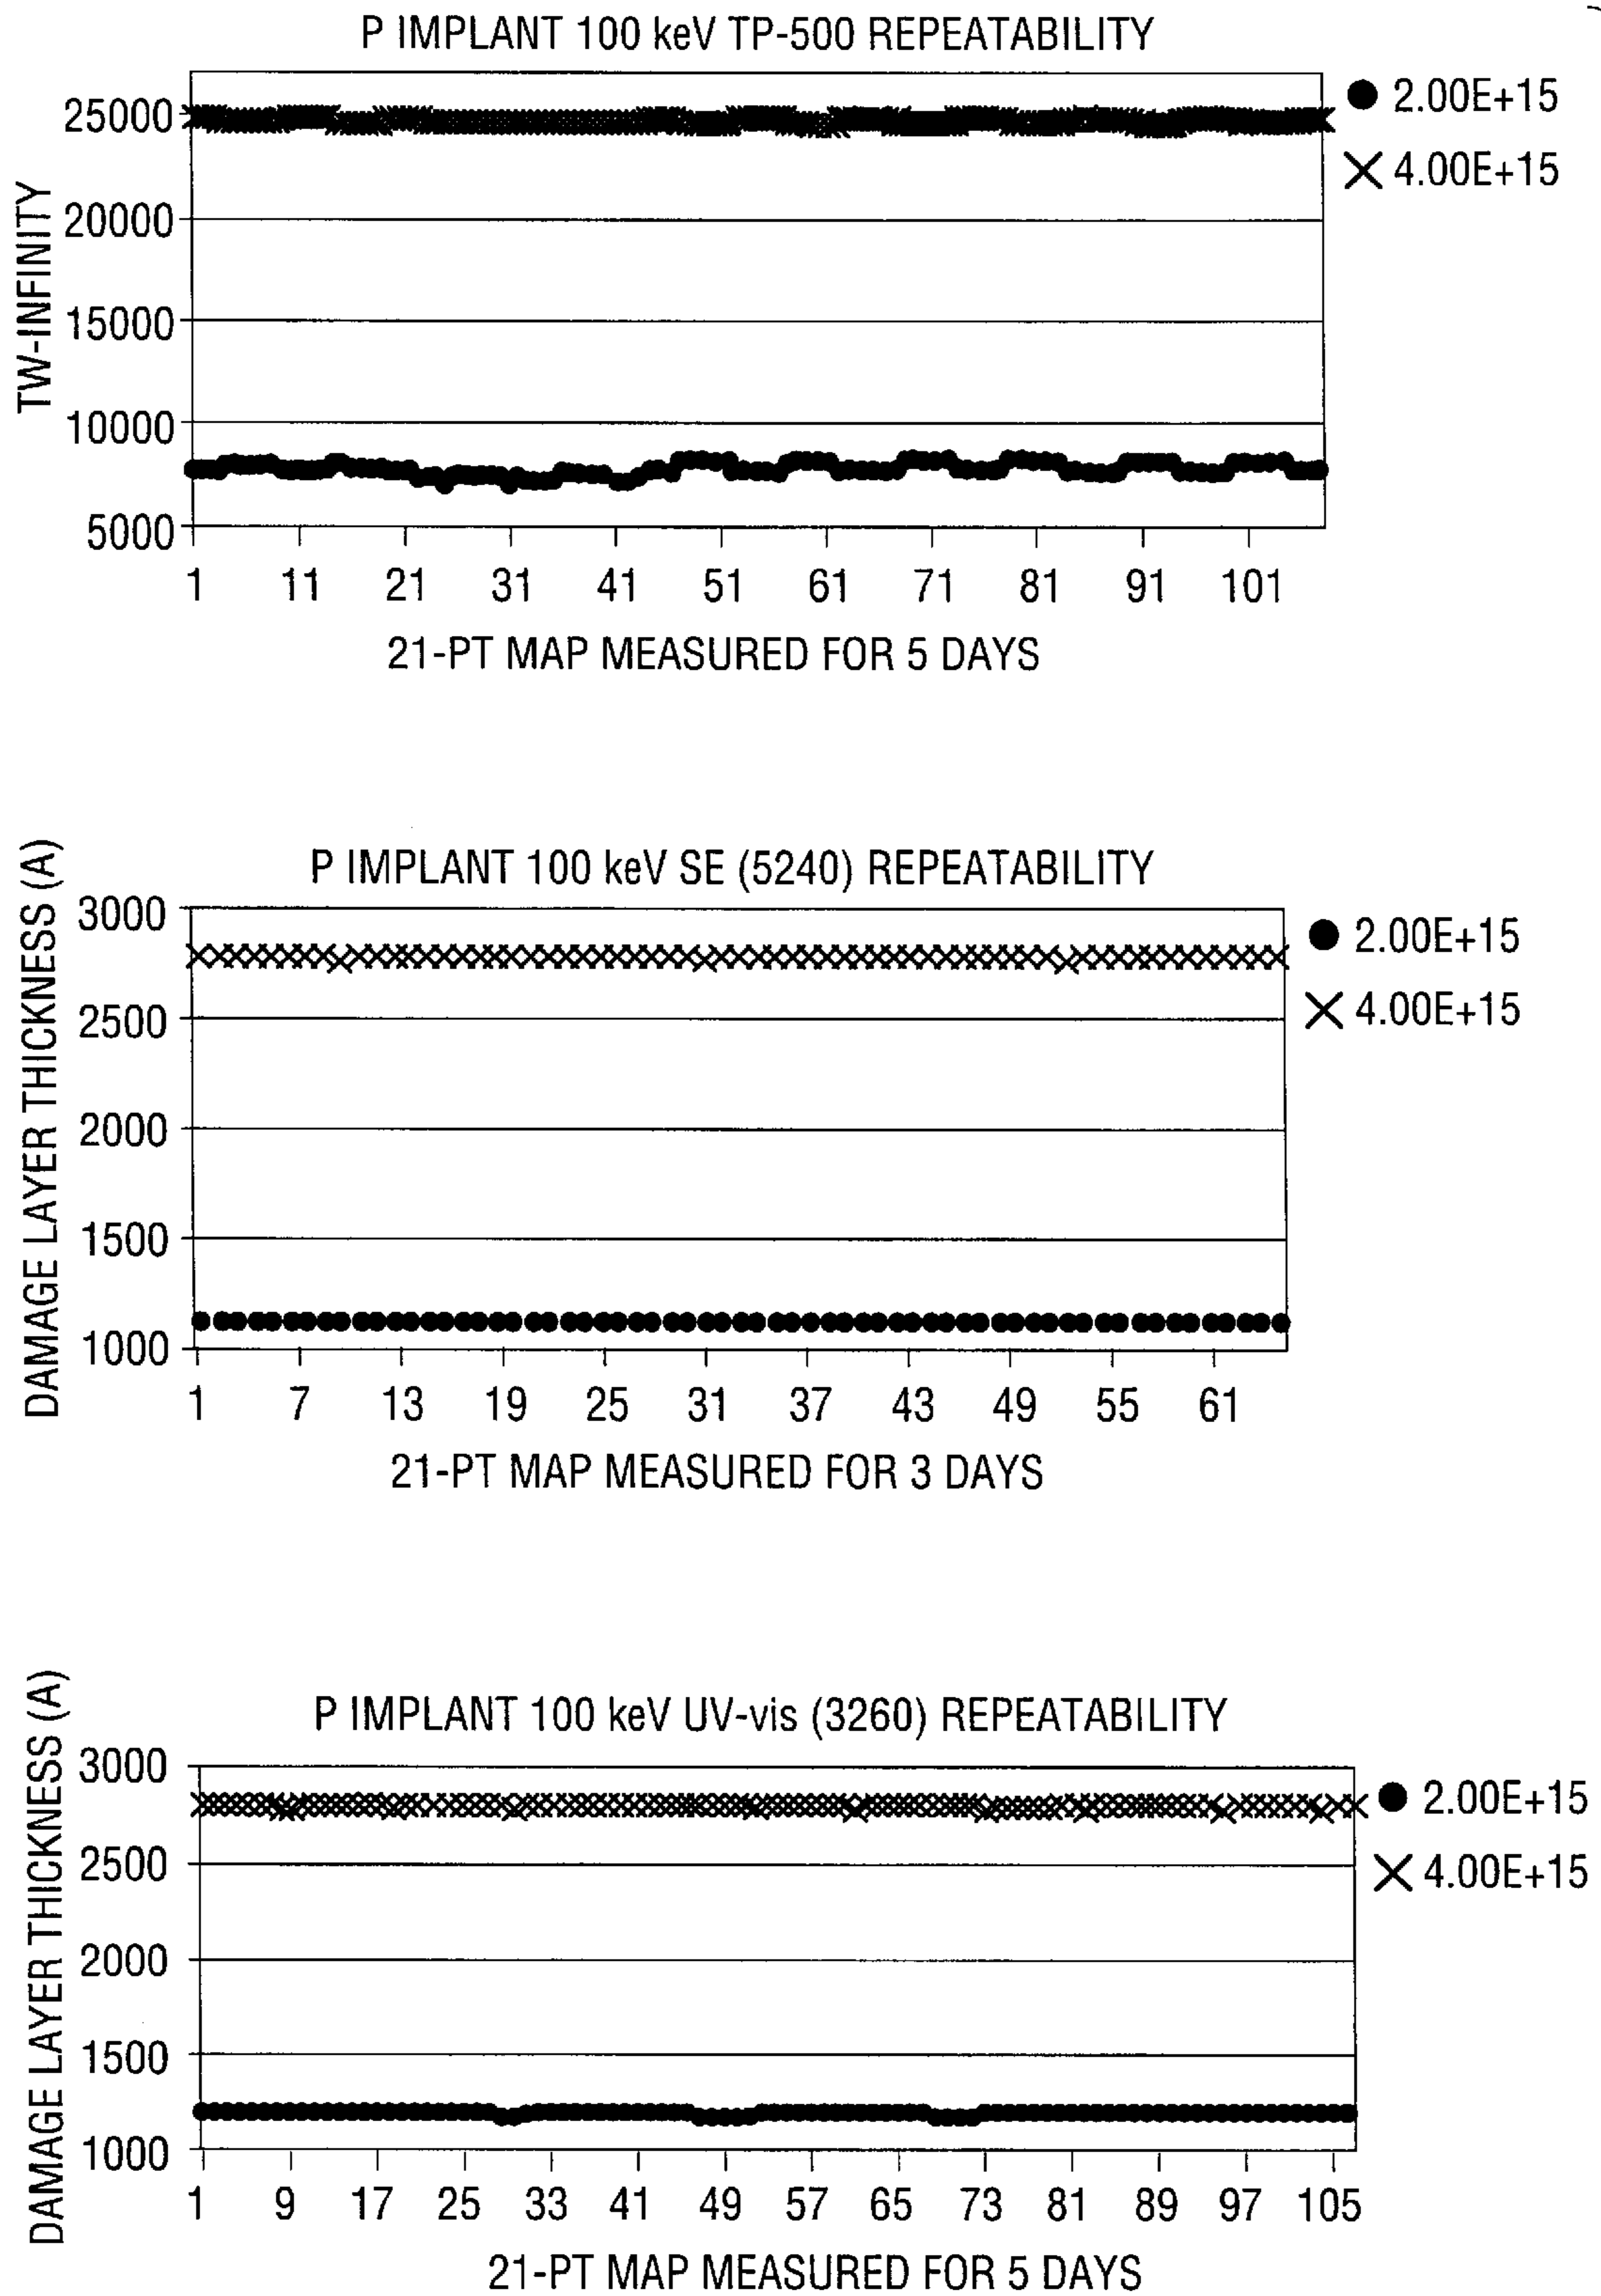 P IMPLANT 100 keV TP-500 REPEATABILITY
TW-INFINITY
25000
20000
15000
10000
5000
1 11 21 31 41 51 61 71 81 91 101
21-PT MAP MEASURED FOR 5 DAYS
2.00E+15
4.00E+15
P IMPLANT 100 keV SE (5240) REPEATABILITY
DAMAGE LAYER THICKNESS (A)
3000
2500
2000
1500
1000
1 7 13 19 25 31 37 43 49 55 61
21-PT MAP MEASURED FOR 3 DAYS
2.00E+15
4.00E+15
P IMPLANT 100 keV UV-vis (3260) REPEATABILITY
DAMAGE LAYER THICKNESS (A)
3000
2500
2000
1500
1000
1 9 17 25 33 41 49 57 65 73 81 89 97 105
21-PT MAP MEASURED FOR 5 DAYS
2.00E+15
4.00E+15